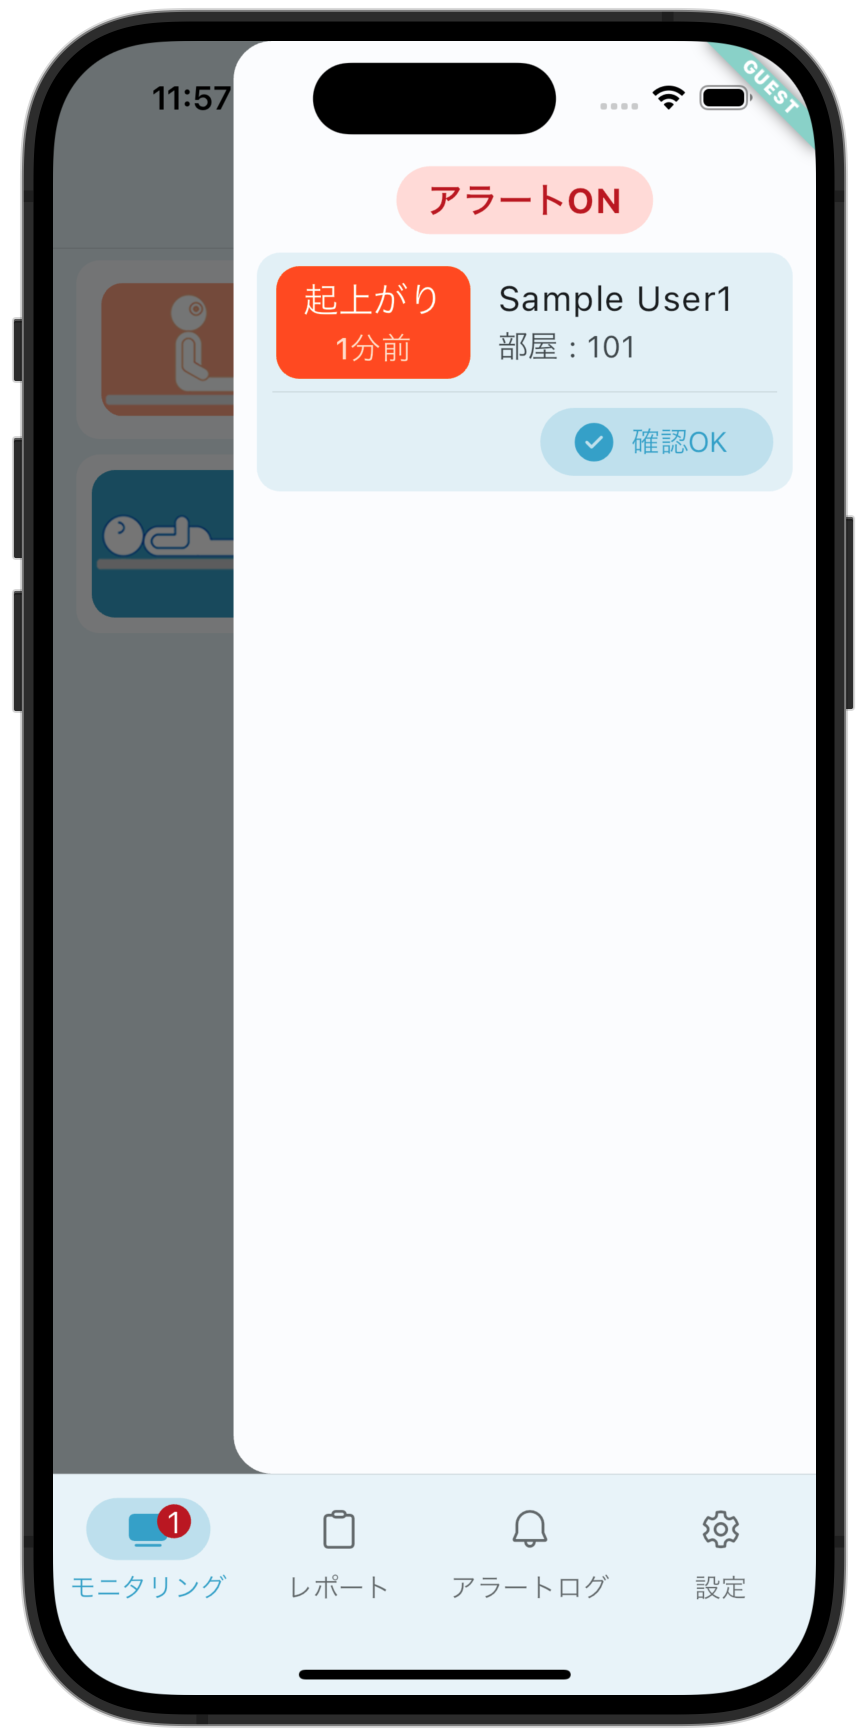 11:57
GUEST
アラートON
起上がり
1分前
Sample User1
部屋 : 101
確認OK
1
モニタリング
レポート
アラートログ
設定